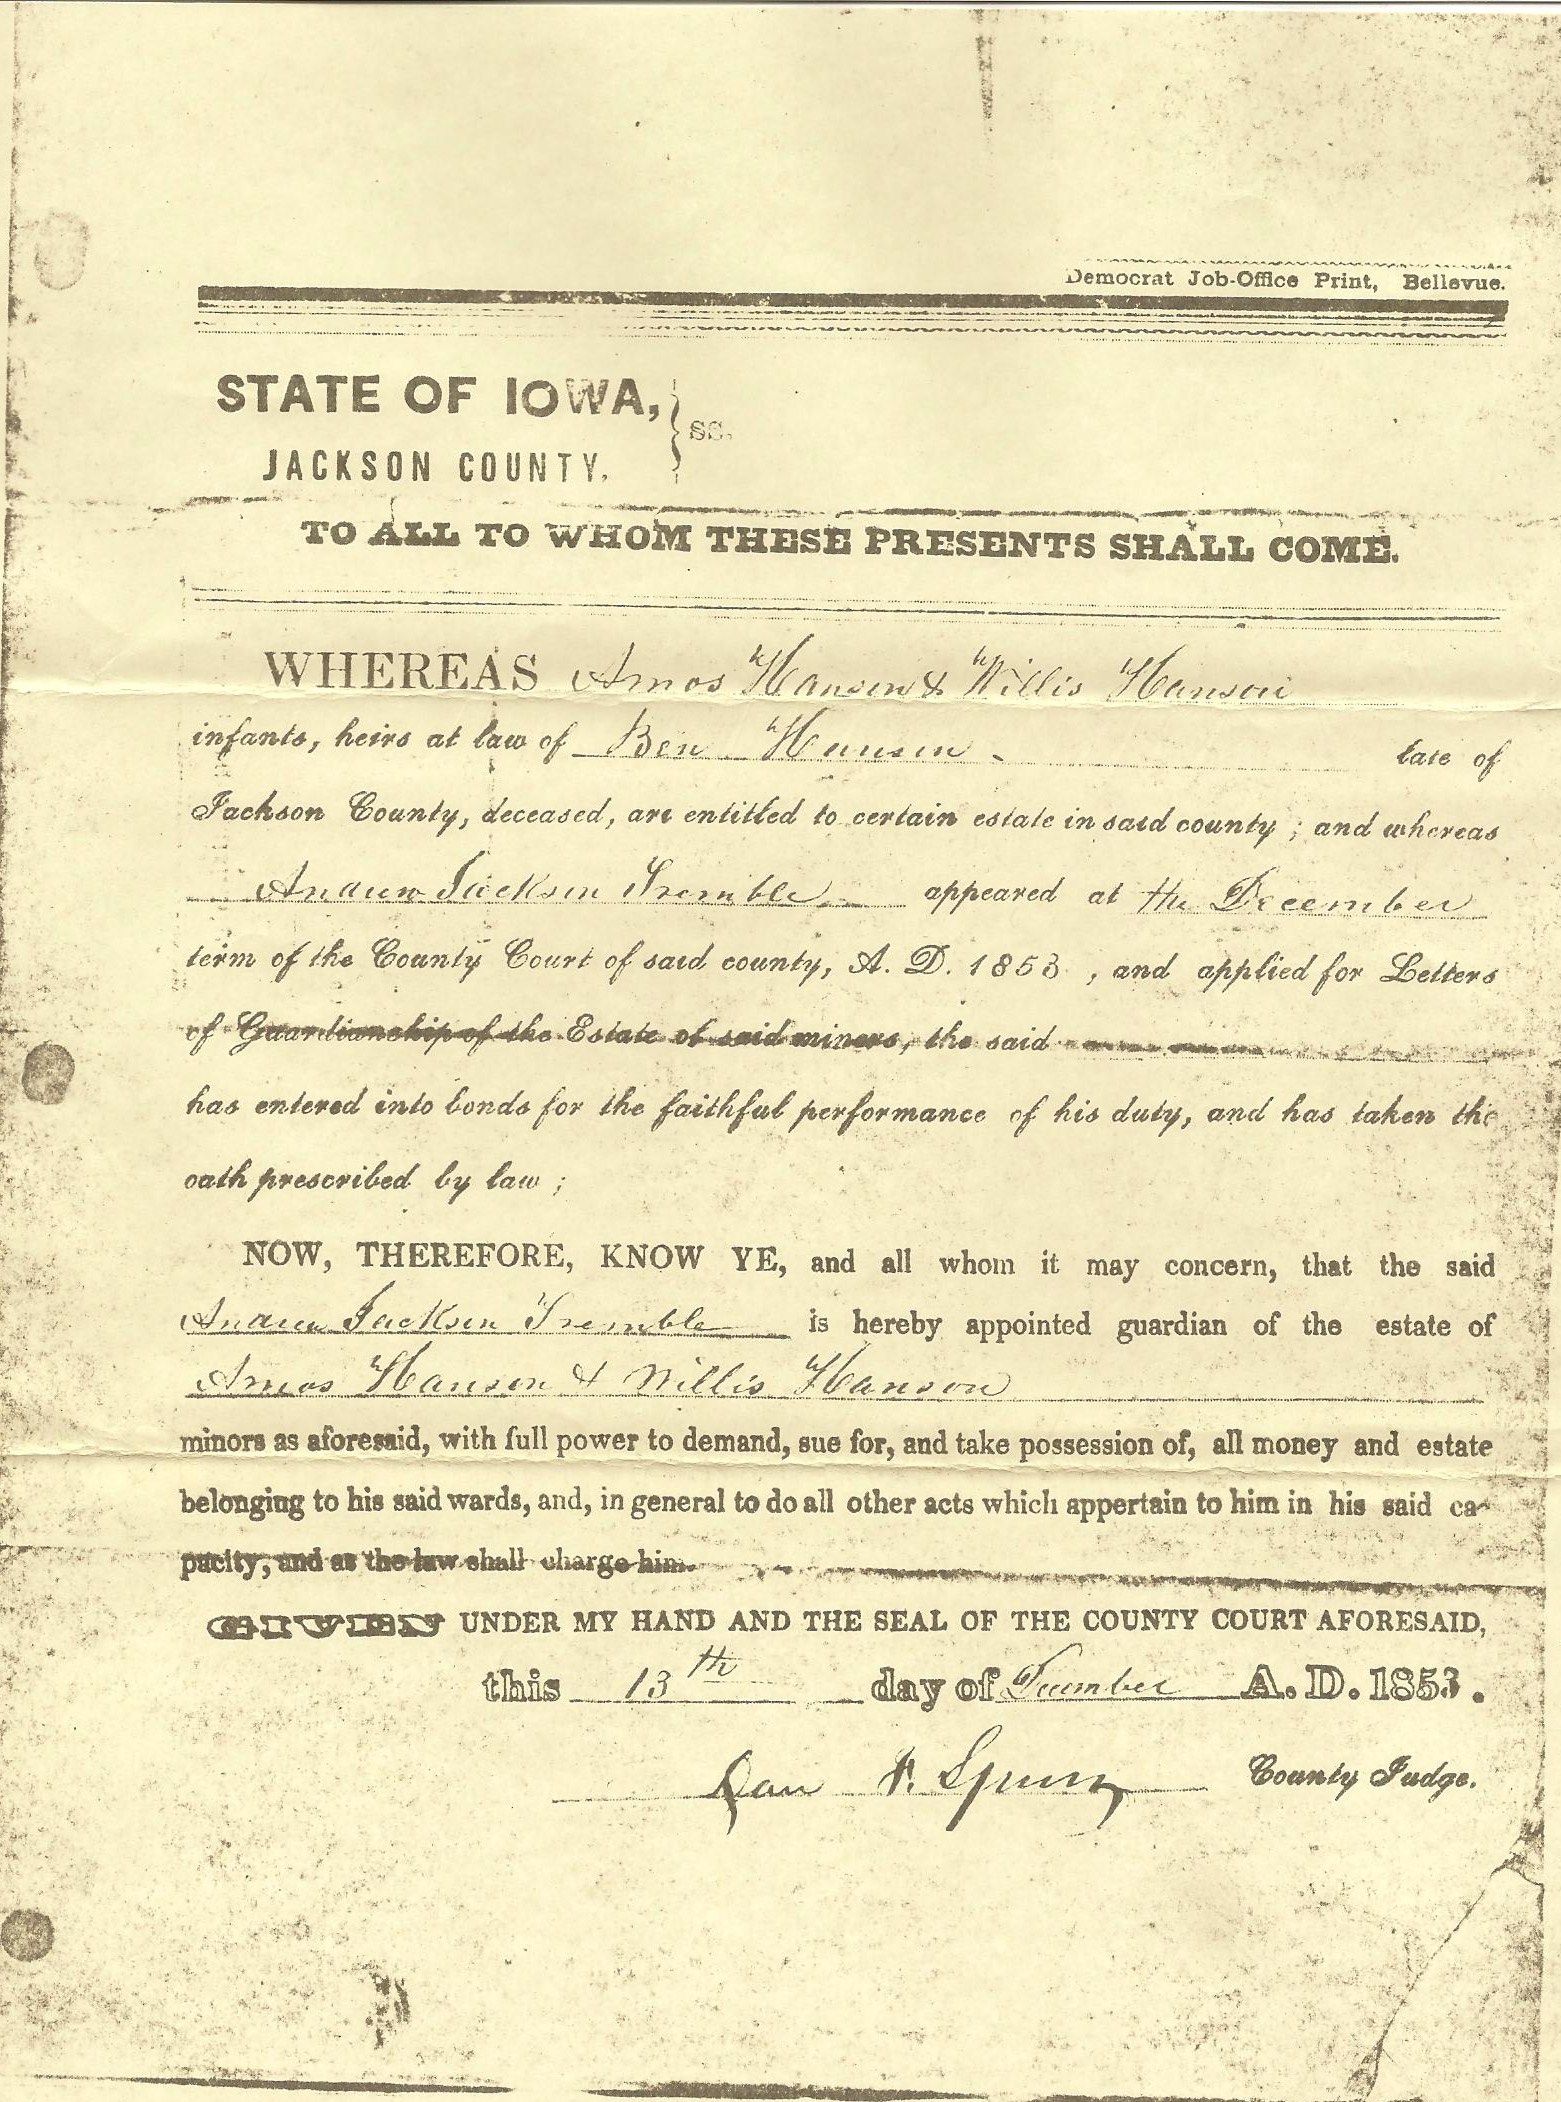 Democrat Job-Office Print, Bellevue.
STATE OF IOWA,
ss.
JACKSON COUNTY.
TO ALL TO WHOM THESE PRESENTS SHALL COME.
WHEREAS Amos Hanson & Willis Hanson
infants, heirs at law of Ben Hanson late of
Jackson County, deceased, are entitled to certain estate in said county; and whereas
Andrew Jackson Tremble appeared at the December
term of the County Court of said county, A. D. 1853, and applied for Letters
of Guardianship of the Estate of said minors, the said
has entered into bonds for the faithful performance of his duty, and has taken the
oath prescribed by law;
NOW, THEREFORE, KNOW YE, and all whom it may concern, that the said
Andrew Jackson Tremble is hereby appointed guardian of the estate of
Amos Hanson & Willis Hanson
minors as aforesaid, with full power to demand, sue for, and take possession of, all money and estate
belonging to his said wards, and, in general to do all other acts which appertain to him in his said ca-
pacity, and as the law shall charge him.
GIVEN UNDER MY HAND AND THE SEAL OF THE COUNTY COURT AFORESAID,
this 13th day of December A. D. 1853.
F. County Judge.